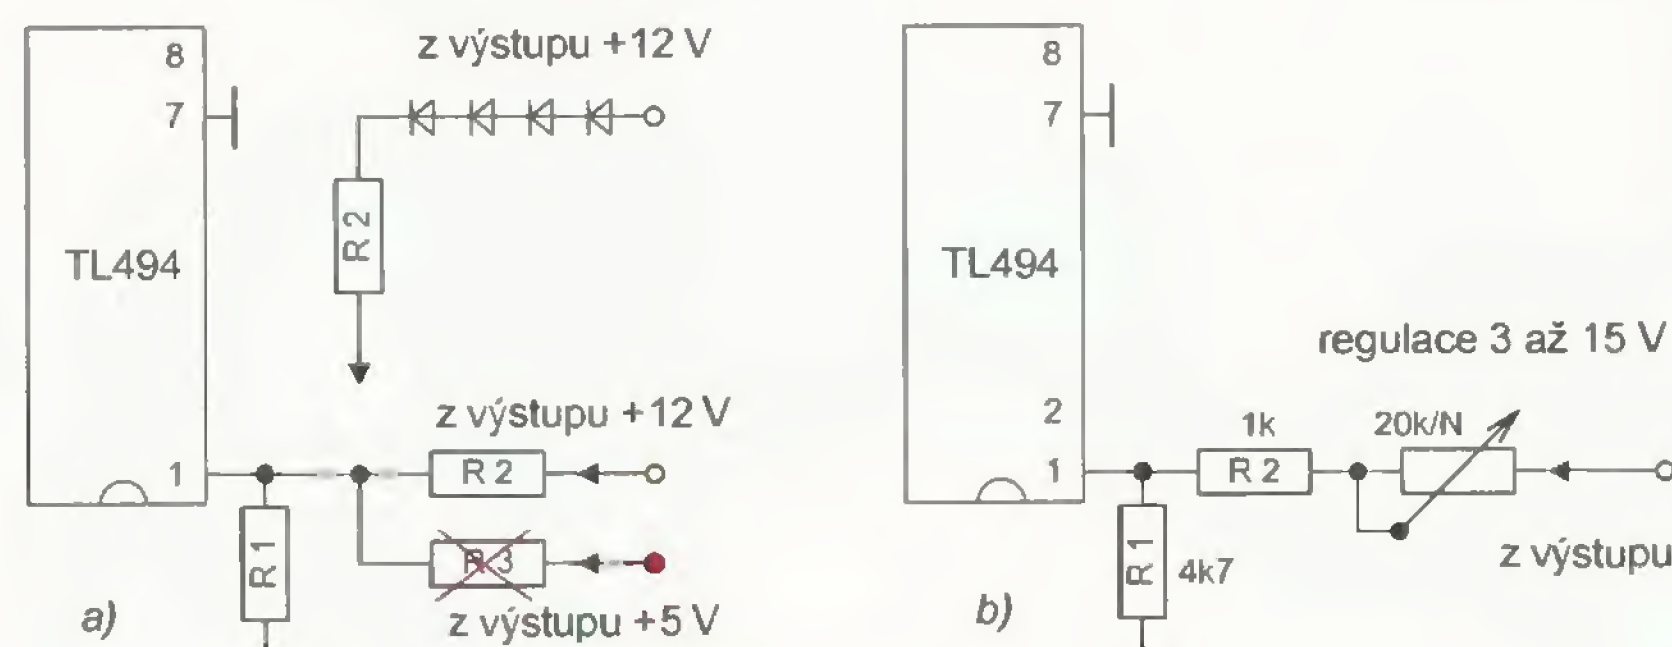 8
z výstupu +12 V
7
R 2
TL494
z výstupu +12 V
1
R 2
R 1
R 3
z výstupu +5 V
a)
8
7
TL494
regulace 3 až 15 V
2
1k
20k/N
1
R 2
R 1
4k7
z výstupu
b)